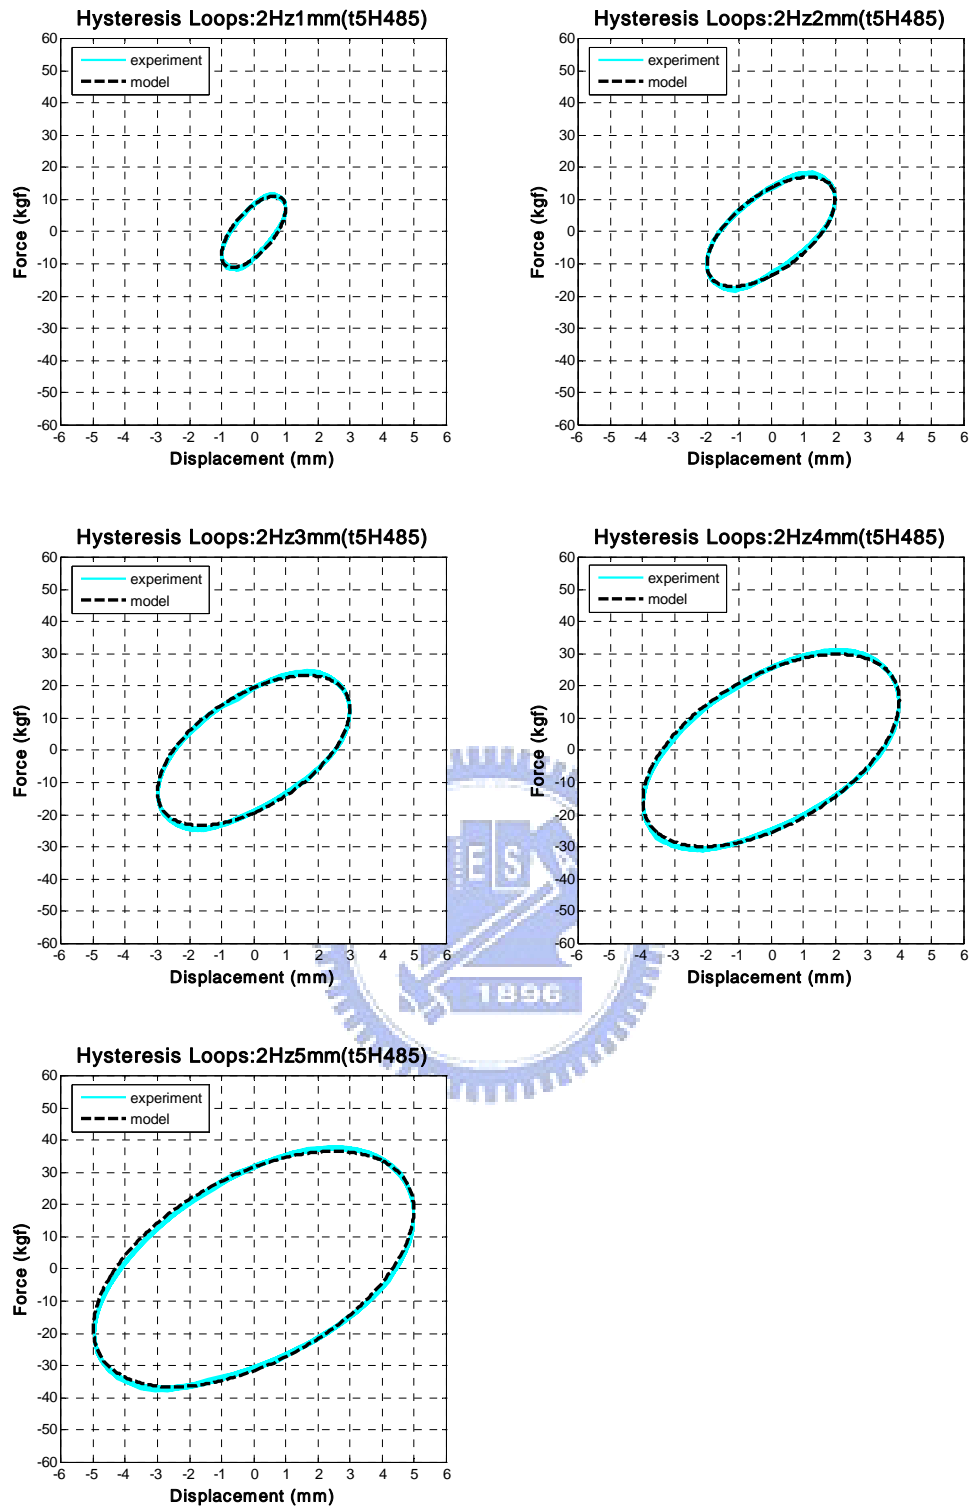 Hysteresis Loops:2Hz1mm(t5H485)
60
50
40
30
20
10
0
-10
-20
-30
-40
-50
-60
Force (kgf)
experiment
model
-6 -5 -4 -3 -2 -1 0 1 2 3 4 5 6
Displacement (mm)
Hysteresis Loops:2Hz2mm(t5H485)
60
50
40
30
20
10
0
-10
-20
-30
-40
-50
-60
Force (kgf)
experiment
model
-6 -5 -4 -3 -2 -1 0 1 2 3 4 5 6
Displacement (mm)
Hysteresis Loops:2Hz3mm(t5H485)
60
50
40
30
20
10
0
-10
-20
-30
-40
-50
-60
Force (kgf)
experiment
model
-6 -5 -4 -3 -2 -1 0 1 2 3 4 5 6
Displacement (mm)
Hysteresis Loops:2Hz4mm(t5H485)
60
50
40
30
20
10
0
-10
-20
-30
-40
-50
-60
Force (kgf)
experiment
model
-6 -5 -4 -3 -2 -1 0 1 2 3 4 5 6
Displacement (mm)
ES
1896
Hysteresis Loops:2Hz5mm(t5H485)
60
50
40
30
20
10
0
-10
-20
-30
-40
-50
-60
Force (kgf)
experiment
model
-6 -5 -4 -3 -2 -1 0 1 2 3 4 5 6
Displacement (mm)